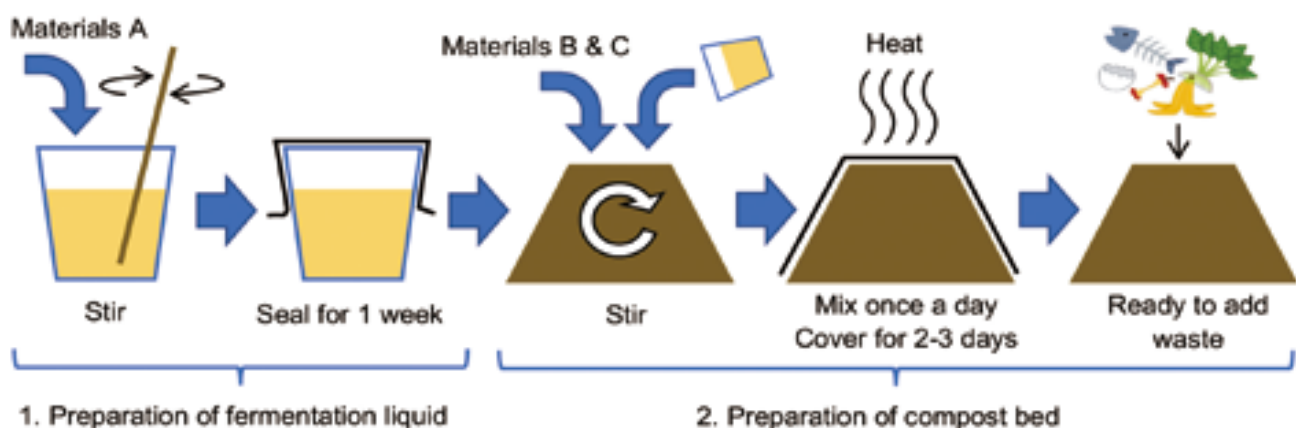 Materials A
Stir
Seal for 1 week
Materials B & C
Stir
Heat
Mix once a day
Cover for 2-3 days
Ready to add
waste
1. Preparation of fermentation liquid
2. Preparation of compost bed